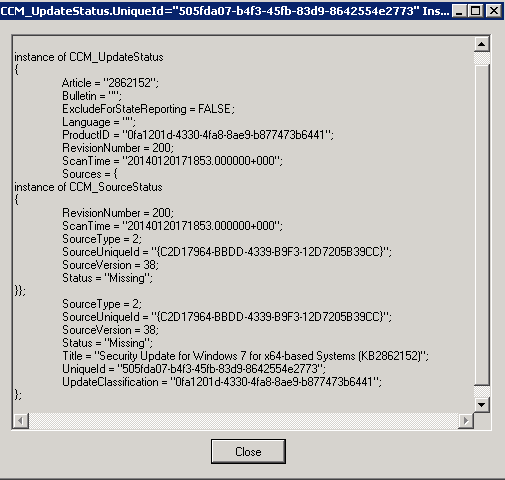 CCM_UpdateStatus.UniqueId="505fda07-b4f3-45fb-83d9-8642554e2773" Ins...
instance of CCM_UpdateStatus
{
Article = "2862152";
Bulletin = "";
ExcludeForStateReporting = FALSE;
Language = "";
ProductID = "0fa1201d-4330-4fa8-8ae9-b877473b6441";
RevisionNumber = 200;
ScanTime = "20140120171853.000000+000";
Sources = {
instance of CCM_SourceStatus
{
RevisionNumber = 200;
ScanTime = "20140120171853.000000+000";
SourceType = 2;
SourceUniqueId = "{C2D17964-BBDD-4339-B9F3-12D7205B39CC}";
SourceVersion = 38;
Status = "Missing";
}};
SourceType = 2;
SourceUniqueId = "{C2D17964-BBDD-4339-B9F3-12D7205B39CC}";
SourceVersion = 38;
Status = "Missing";
Title = "Security Update for Windows 7 for x64-based Systems (KB2862152)";
UniqueId = "505fda07-b4f3-45fb-83d9-8642554e2773";
UpdateClassification = "0fa1201d-4330-4fa8-8ae9-b877473b6441";
};
Close